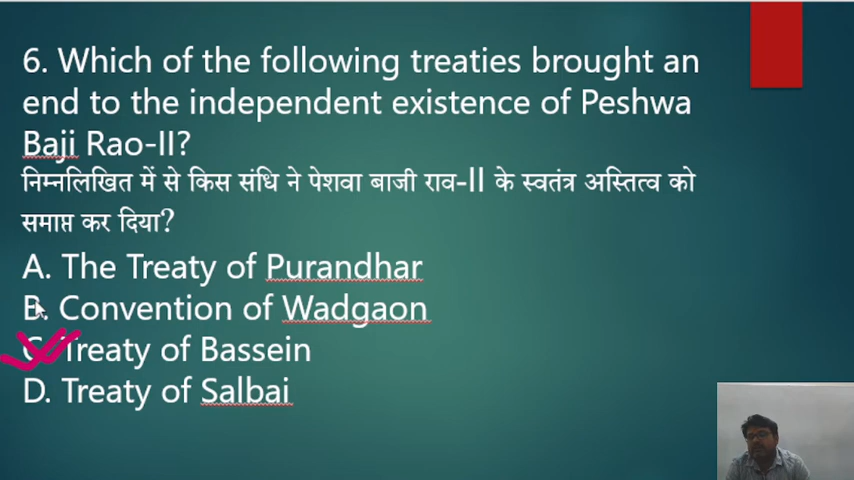 6. Which of the following treaties brought an
end to the independent existence of Peshwa
Baji Rao-II?
निम्नलिखित में से किस संधि ने पेशवा बाजी राव-II के स्वतंत्र अस्तित्व को
समाप्त कर दिया?
A. The Treaty of Purandhar
B. Convention of Wadgaon
C. Treaty of Bassein
D. Treaty of Salbai